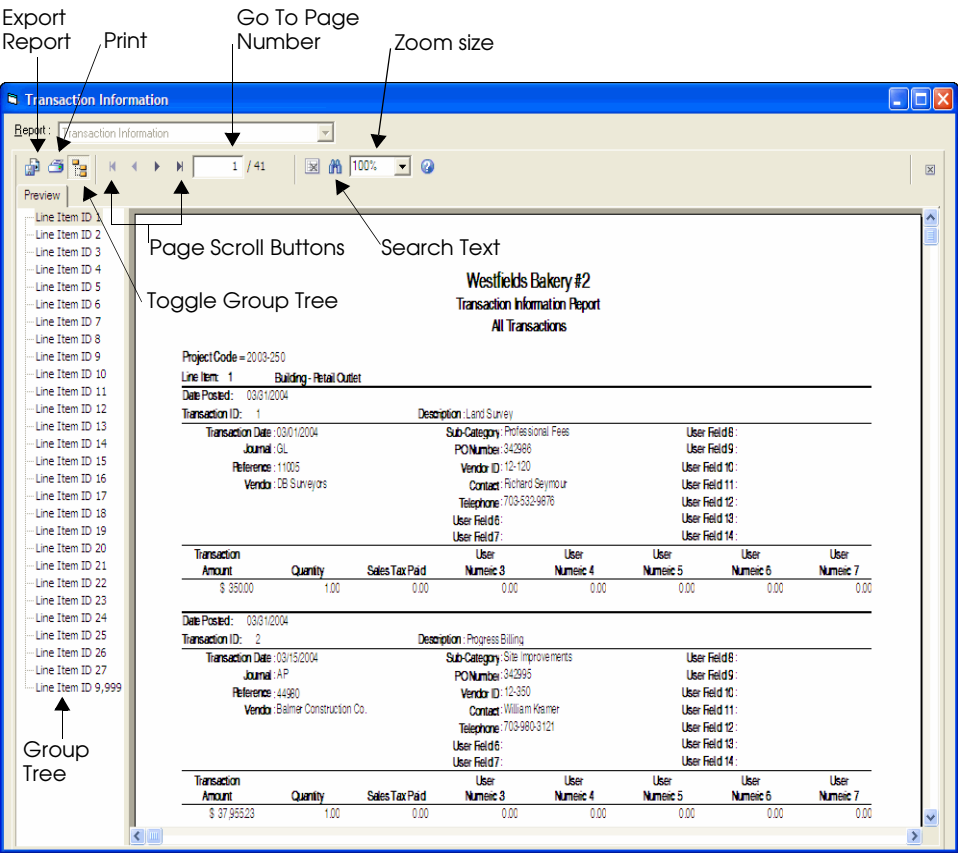 Export
Report
Print
Go To Page
Number
Zoom size
Transaction Information
Report : Transaction Information
1 / 41
100%
Preview
Line Item ID 1
Line Item ID 2
Line Item ID 3
Line Item ID 4
Line Item ID 5
Line Item ID 6
Line Item ID 7
Line Item ID 8
Line Item ID 9
Line Item ID 10
Line Item ID 11
Line Item ID 12
Line Item ID 13
Line Item ID 14
Line Item ID 15
Line Item ID 16
Line Item ID 17
Line Item ID 18
Line Item ID 19
Line Item ID 20
Line Item ID 21
Line Item ID 22
Line Item ID 23
Line Item ID 24
Line Item ID 25
Line Item ID 26
Line Item ID 27
Line Item ID 9,999
Group
Tree
Page Scroll Buttons
Search Text
Toggle Group Tree
Westfields Bakery #2
Transaction Information Report
All Transactions
Project Code = 2003-250
Line Item: 1 Building - Retail Outlet
Date Posted : 03/31/2004
Transaction ID : 1 Description : Land Survey
Transaction Date : 03/01/2004 Sub-Category : Professional Fees User Field 8 :
Journal : GL PO Number : 342986 User Field 9 :
Reference : 11005 Vendor ID : 12-120 User Field 10 :
Vendor : DB Surveyors Contact : Richard Seymour User Field 11 :
Telephone : 703-532-9876 User Field 12 :
User Field 6 : User Field 13 :
User Field 7 : User Field 14 :
Transaction User User User User User
Amount Quantity Sales Tax Paid Numeric 3 Numeric 4 Numeric 5 Numeric 6 Numeric 7
$ 350.00 1.00 0.00 0.00 0.00 0.00 0.00 0.00
Date Posted : 03/31/2004
Transaction ID : 2 Description : Progress Billing
Transaction Date : 03/15/2004 Sub-Category : Site Improvements User Field 8 :
Journal : AP PO Number : 342995 User Field 9 :
Reference : 44980 Vendor ID : 12-350 User Field 10 :
Vendor : Balmer Construction Co. Contact : William Kramer User Field 11 :
Telephone : 703-980-3121 User Field 12 :
User Field 6 : User Field 13 :
User Field 7 : User Field 14 :
Transaction User User User User User
Amount Quantity Sales Tax Paid Numeric 3 Numeric 4 Numeric 5 Numeric 6 Numeric 7
$ 37,955.23 1.00 0.00 0.00 0.00 0.00 0.00 0.00